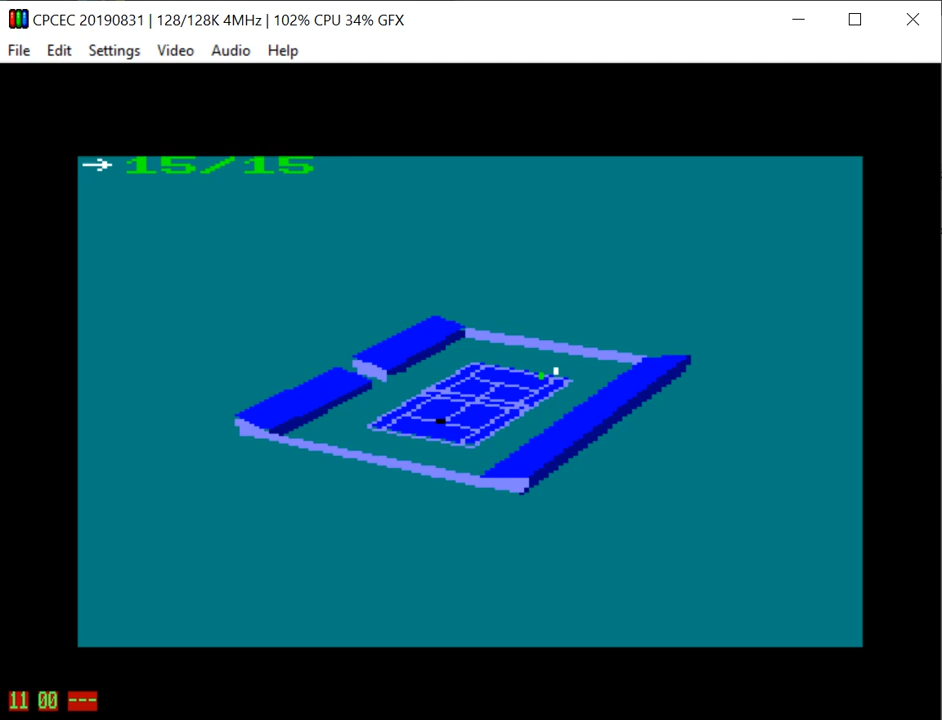 CPCEC 20190831 | 128/128K 4MHz | 102% CPU 34% GFX
File Edit Settings Video Audio Help
→ 15/15
11 00 ---